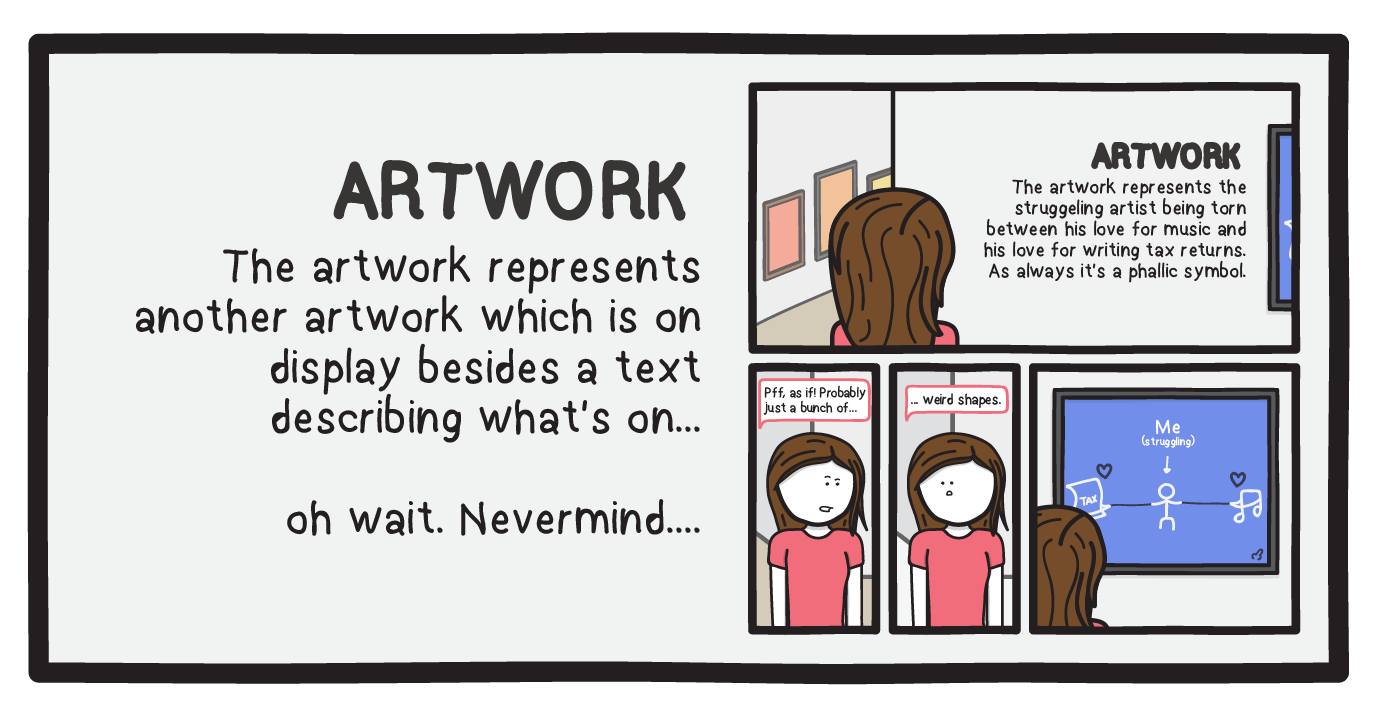 ARTWORK
The artwork represents
another artwork which is on
display besides a text
describing what's on...
oh wait. Nevermind....
ARTWORK
The artwork represents the
struggeling artist being torn
between his love for music and
his love for writing tax returns.
As always it's a phallic symbol.
Pff, as if! Probably
just a bunch of...
... weird shapes.
Me
(struggling)
TAX